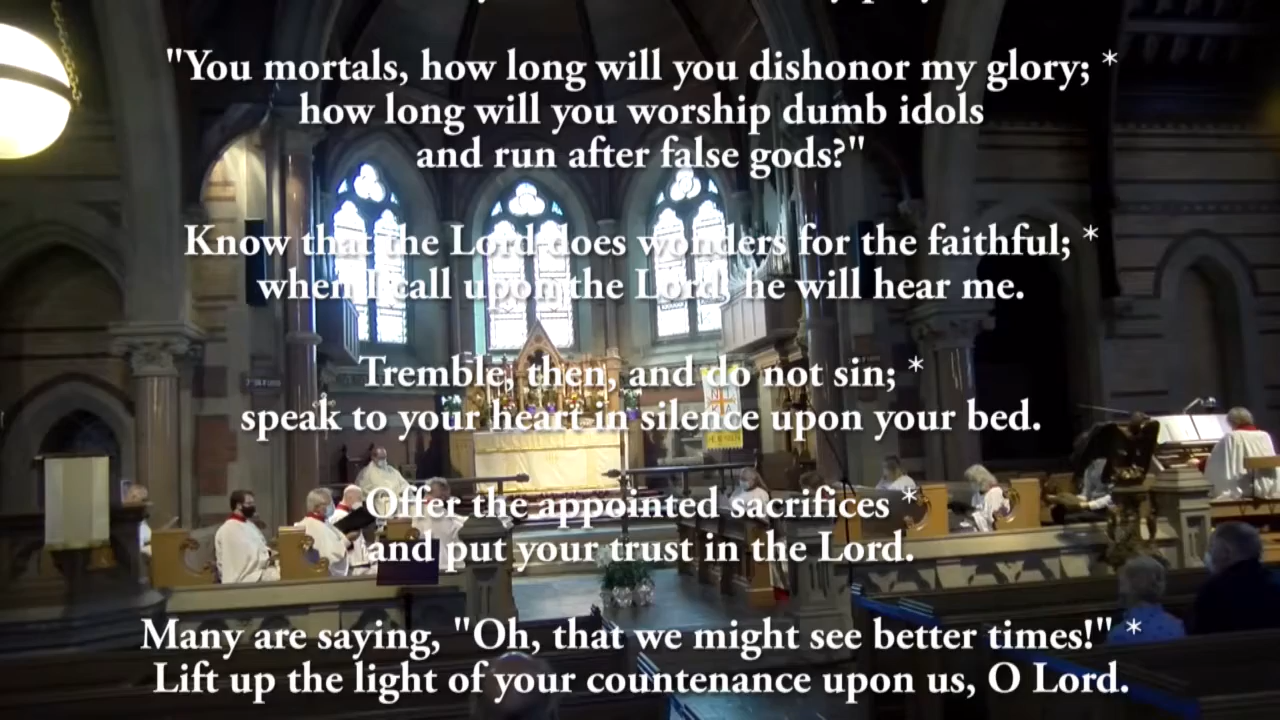 "You mortals, how long will you dishonor my glory; *
how long will you worship dumb idols
and run after false gods?"
Know that the Lord does wonders for the faithful; *
when I call upon the Lord, he will hear me.
Tremble, then, and do not sin; *
speak to your heart in silence upon your bed.
Offer the appointed sacrifices *
and put your trust in the Lord.
Many are saying, "Oh, that we might see better times!" *
Lift up the light of your countenance upon us, O Lord.